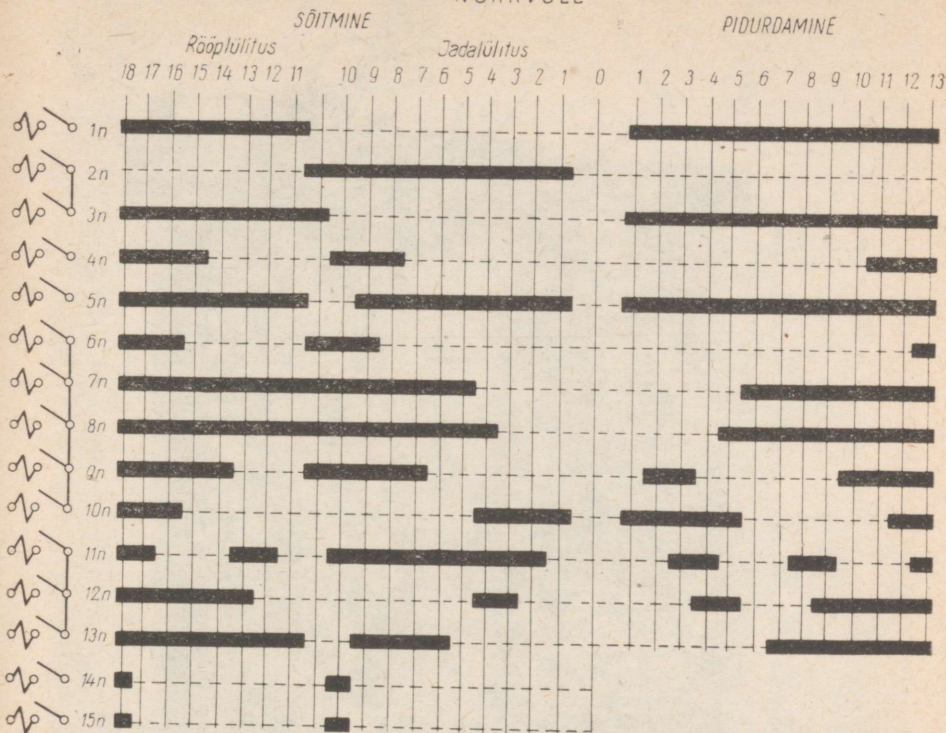 SÕITMINE PIDURDAMINE
Rööplülitus Jadalülitus
18 17 16 15 14 13 12 11 10 9 8 7 6 5 4 3 2 1 0 1 2 3 4 5 6 7 8 9 10 11 12 13
1n
2n
3n
4n
5n
6n
7n
8n
9n
10n
11n
12n
13n
14n
15n